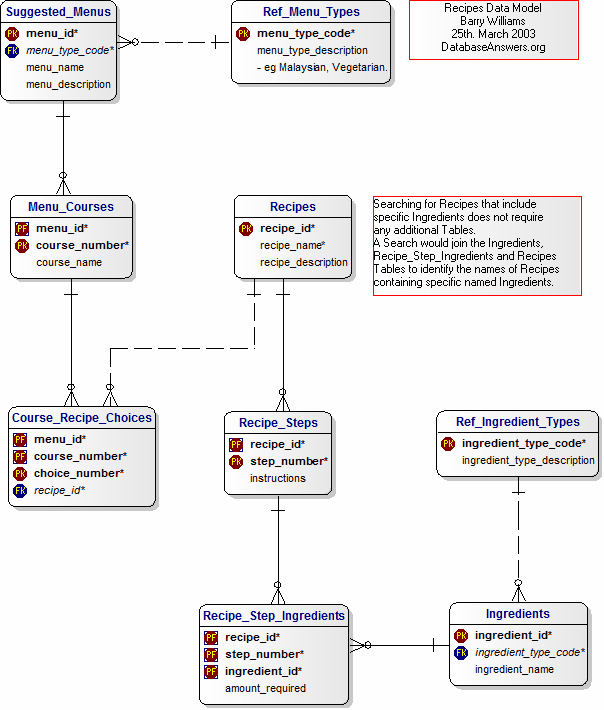 Suggested_Menus
PK menu_id*
FK menu_type_code*
menu_name
menu_description
Ref_Menu_Types
PK menu_type_code*
menu_type_description
- eg Malaysian, Vegetarian.
Recipes Data Model
Barry Williams
25th. March 2003
DatabaseAnswers.org
Menu_Courses
PF menu_id*
PK course_number*
course_name
Recipes
PK recipe_id*
recipe_name*
recipe_description
Searching for Recipes that include
specific Ingredients does not require
any additional Tables.
A Search would join the Ingredients,
Recipe_Step_Ingredients and Recipes
Tables to identify the names of Recipes
containing specific named Ingredients.
Course_Recipe_Choices
PF menu_id*
PF course_number*
PK choice_number*
FK recipe_id*
Recipe_Steps
PF recipe_id*
PK step_number*
instructions
Ref_Ingredient_Types
PK ingredient_type_code*
ingredient_type_description
Recipe_Step_Ingredients
PF recipe_id*
PF step_number*
PF ingredient_id*
amount_required
Ingredients
PK ingredient_id*
FK ingredient_type_code*
ingredient_name